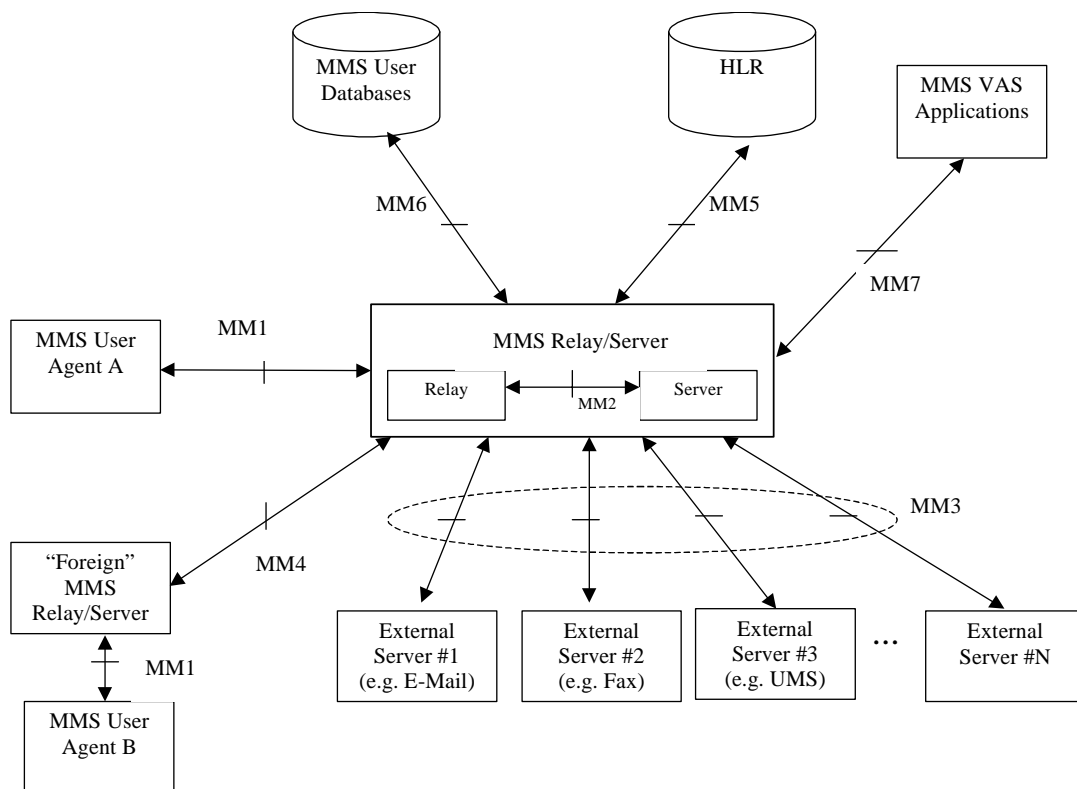 MMS User
Databases
HLR
MMS VAS
Applications
MM6
MM5
MM7
MMS User
Agent A
MM1
MMS Relay/Server
Relay
MM2
Server
MM3
“Foreign”
MMS
Relay/Server
MM4
MM1
MMS User
Agent B
External
Server #1
(e.g. E-Mail)
External
Server #2
(e.g. Fax)
External
Server #3
(e.g. UMS)
...
External
Server #N